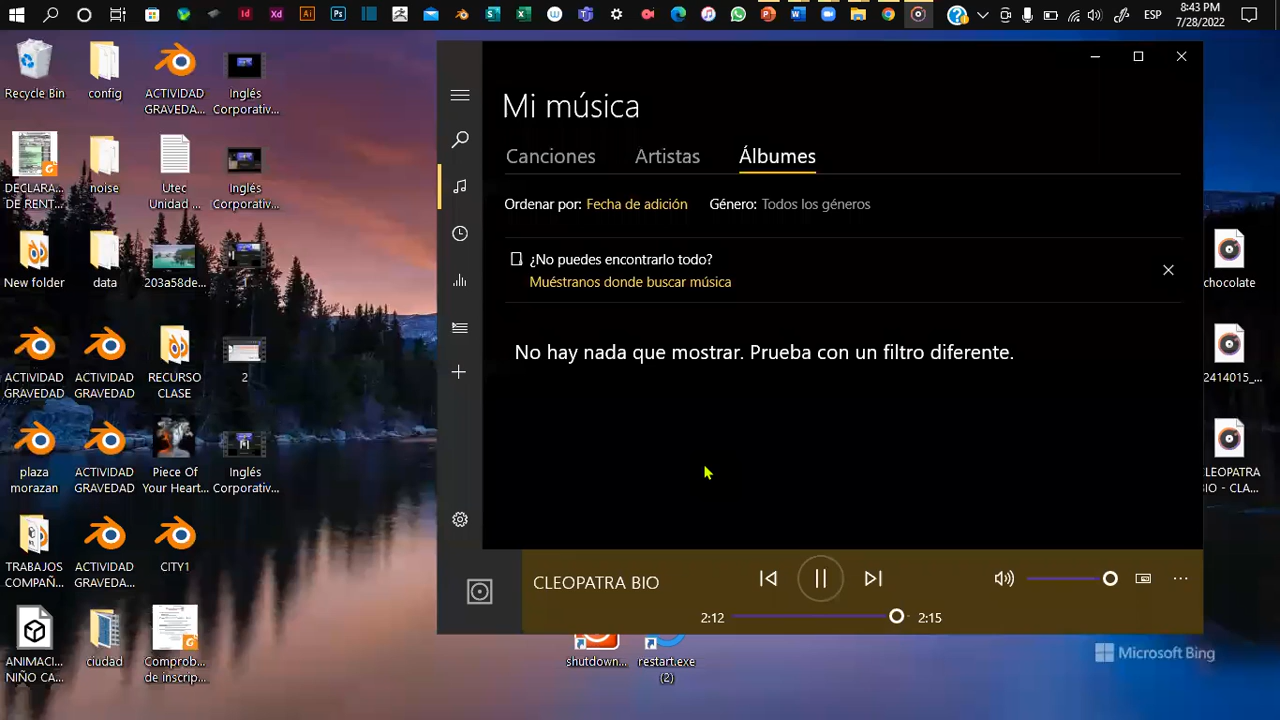 ESP
8:43 PM
7/28/2022
Recycle Bin
config
ACTIVIDAD
GRAVEDA...
Inglés
Corporativ...
DECLARA...
DE RENT...
noise
Utec
Unidad ...
Inglés
Corporativ...
New folder
data
203a58de...
1
ACTIVIDAD
GRAVEDAD
ACTIVIDAD
GRAVEDAD
RECURSO
CLASE
2
plaza
morazan
ACTIVIDAD
GRAVEDAD
Piece Of
Your Heart...
Inglés
Corporativ...
TRABAJOS
COMPAÑ...
ACTIVIDAD
GRAVEDA...
CITY1
ANIMACI...
NIÑO CA...
ciudad
Comprob...
de inscrip...
Mi música
Canciones
Artistas
Álbumes
Ordenar por: Fecha de adición
Género: Todos los géneros
¿No puedes encontrarlo todo?
Muéstranos donde buscar música
No hay nada que mostrar. Prueba con un filtro diferente.
CLEOPATRA BIO
2:12
2:15
shutdown...
restart.exe
(2)
chocolate
2414015_...
CLEOPATRA
BIO - CLA...
Microsoft Bing